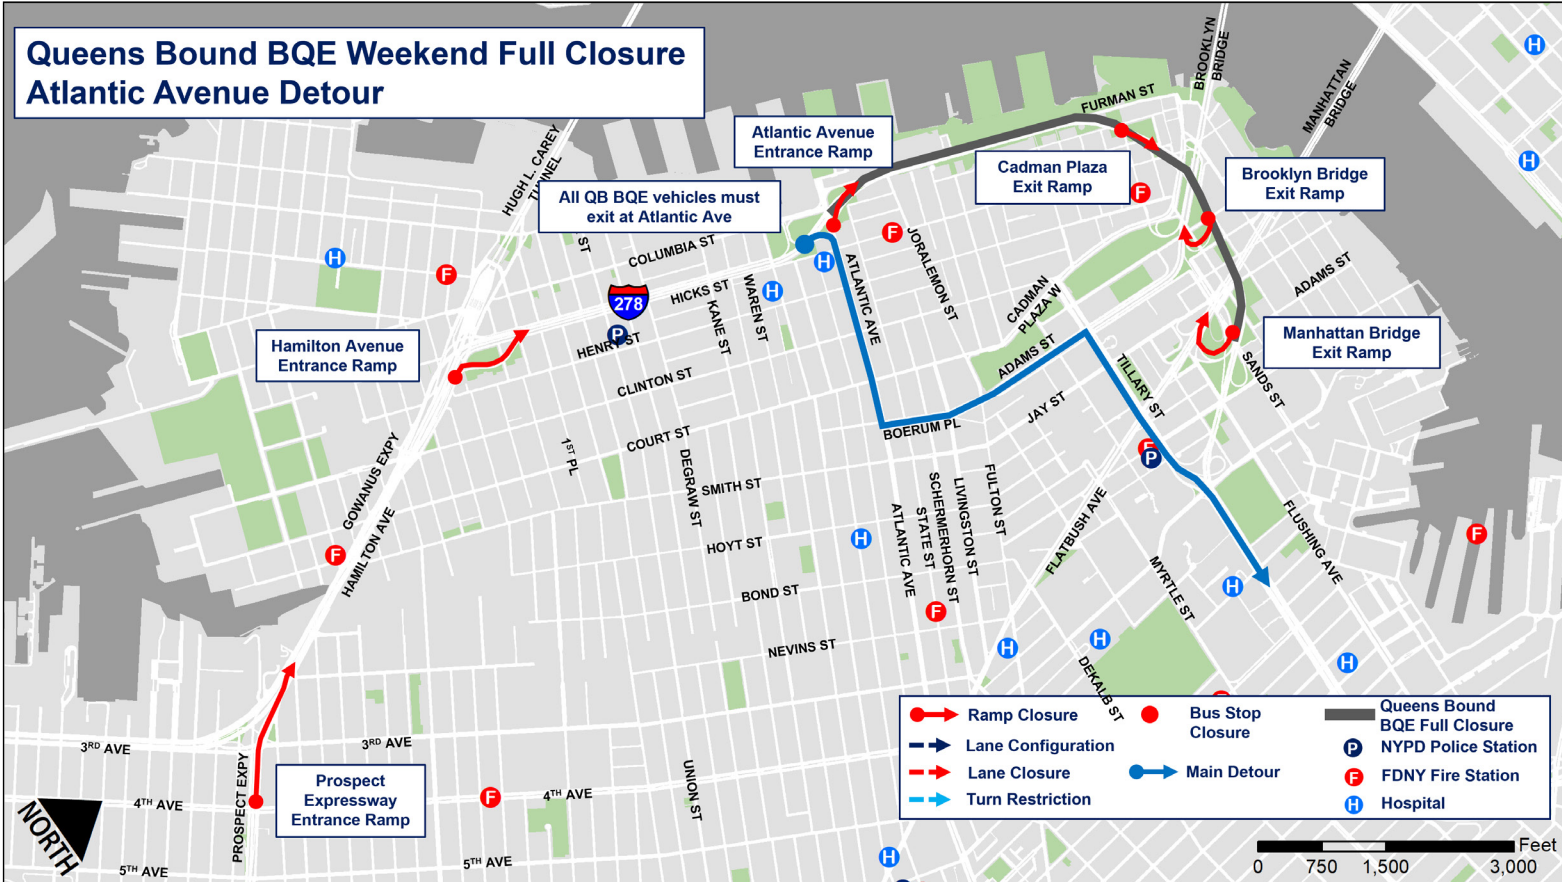 Queens Bound BQE Weekend Full Closure
Atlantic Avenue Detour
BROOKLYN
BRIDGE
MANHATTAN
BRIDGE
FURMAN ST
Atlantic Avenue
Entrance Ramp
Cadman Plaza
Exit Ramp
F
Brooklyn Bridge
Exit Ramp
HUGH L. CAREY
TUNNEL
All QB BQE vehicles must
exit at Atlantic Ave
ST
COLUMBIA ST
HICKS ST
278
P
HENRY ST
KANE ST
WAREN ST
H
H
F
JORALEMON ST
ATLANTIC AVE
CADMAN
PLAZA W
ADAMS ST
ADAMS ST
H
H
H
F
Hamilton Avenue
Entrance Ramp
Manhattan Bridge
Exit Ramp
SANDS ST
TILLARY ST
JAY ST
BOERUM PL
CLINTON ST
COURT ST
1ST PL
DEGRAW ST
SMITH ST
HOYT ST
BOND ST
NEVINS ST
GOWANUS EXPY
HAMILTON AVE
F
H
ATLANTIC AVE
STATE ST
SCHERMERHORN ST
LIVINGSTON ST
FULTON ST
FLATBUSH AVE
F
P
FLUSHING AVE
MYRTLE ST
DEKALB ST
F
H
H
H
H
F
3RD AVE
3RD AVE
4TH AVE
4TH AVE
5TH AVE
5TH AVE
PROSPECT EXPY
UNION ST
F
H
Prospect
Expressway
Entrance Ramp
NORTH
Ramp Closure
Lane Configuration
Lane Closure
Turn Restriction
Bus Stop
Closure
Main Detour
Queens Bound
BQE Full Closure
P NYPD Police Station
F FDNY Fire Station
H Hospital
Feet
0 750 1,500 3,000